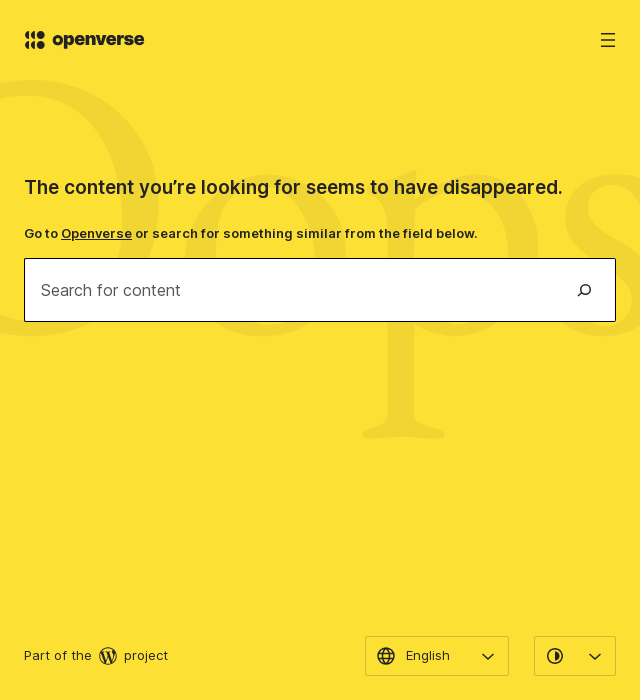 openverse
Oops
The content you’re looking for seems to have disappeared.
Go to Openverse or search for something similar from the field below.
Search for content
Part of the project
English